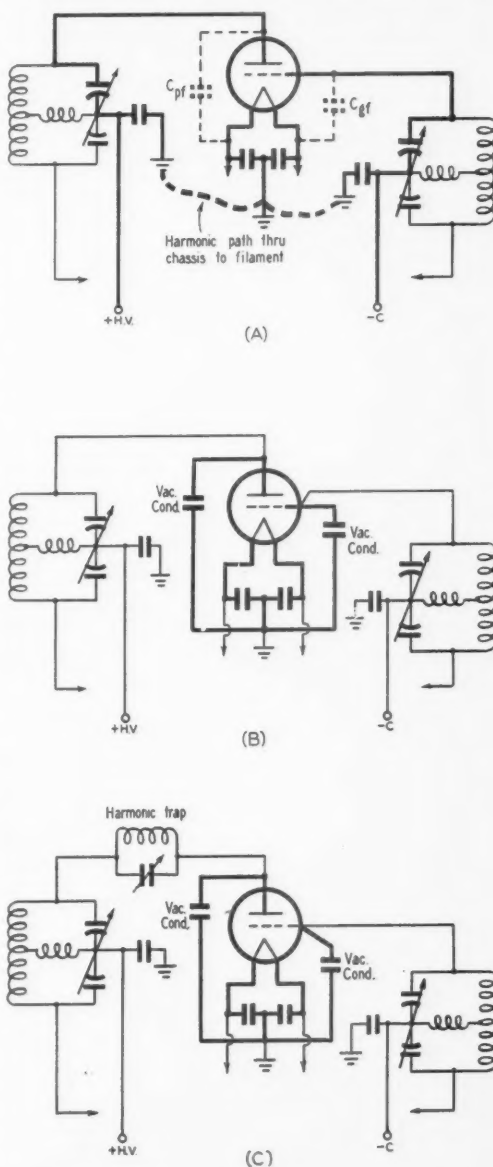 Cpf
Cgf
Harmonic path thru
chassis to filament
+H.V.
-C
(A)
Vac.
Cond.
Vac.
Cond.
+H.V
-C
(B)
Harmonic trap
Vac.
Cond.
Vac.
Cond.
+H.V.
-C
(C)